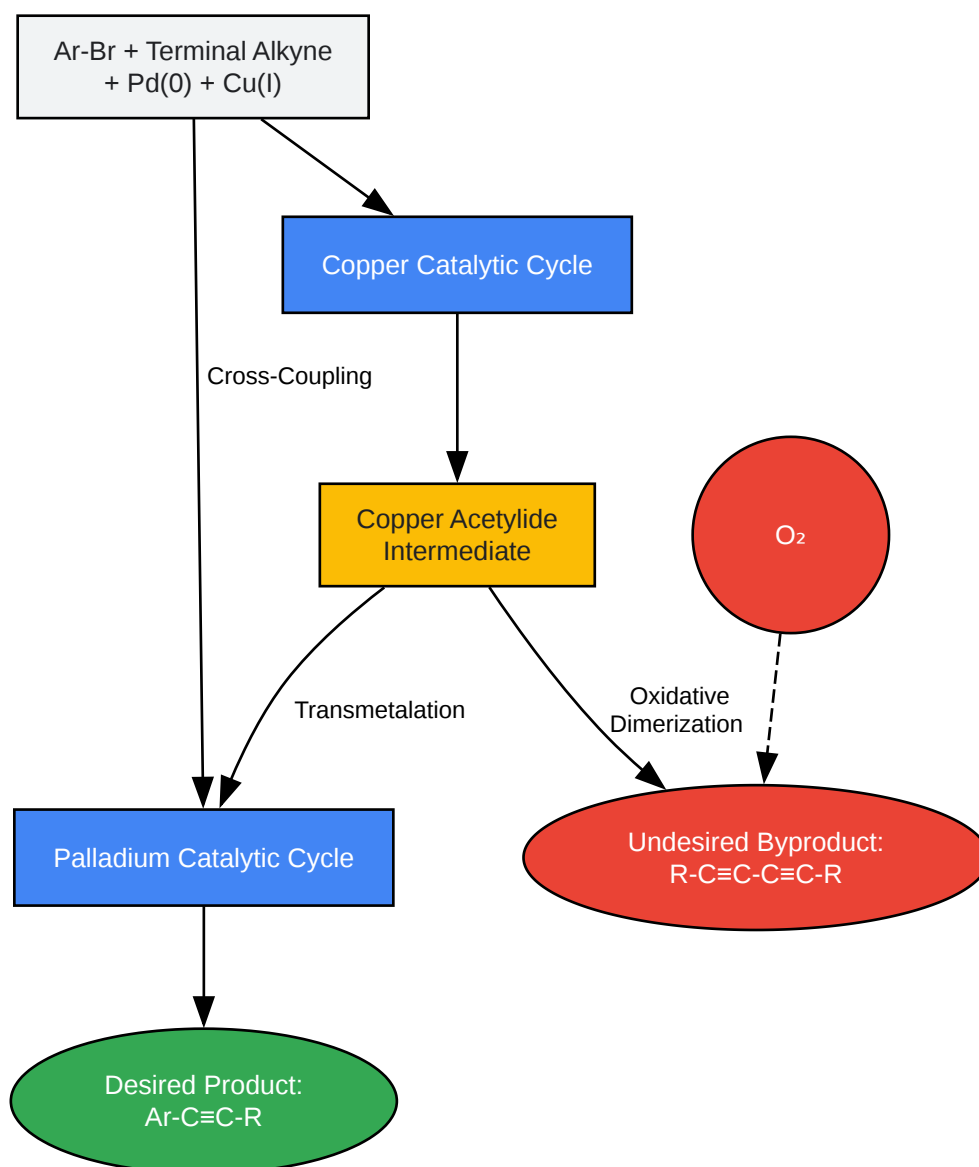 Ar-Br + Terminal Alkyne
+ Pd(0) + Cu(I)
Copper Catalytic Cycle
Cross-Coupling
Copper Acetylide
Intermediate
O₂
Transmetalation
Oxidative
Dimerization
Palladium Catalytic Cycle
Undesired Byproduct:
R-C≡C-C≡C-R
Desired Product:
Ar-C≡C-R